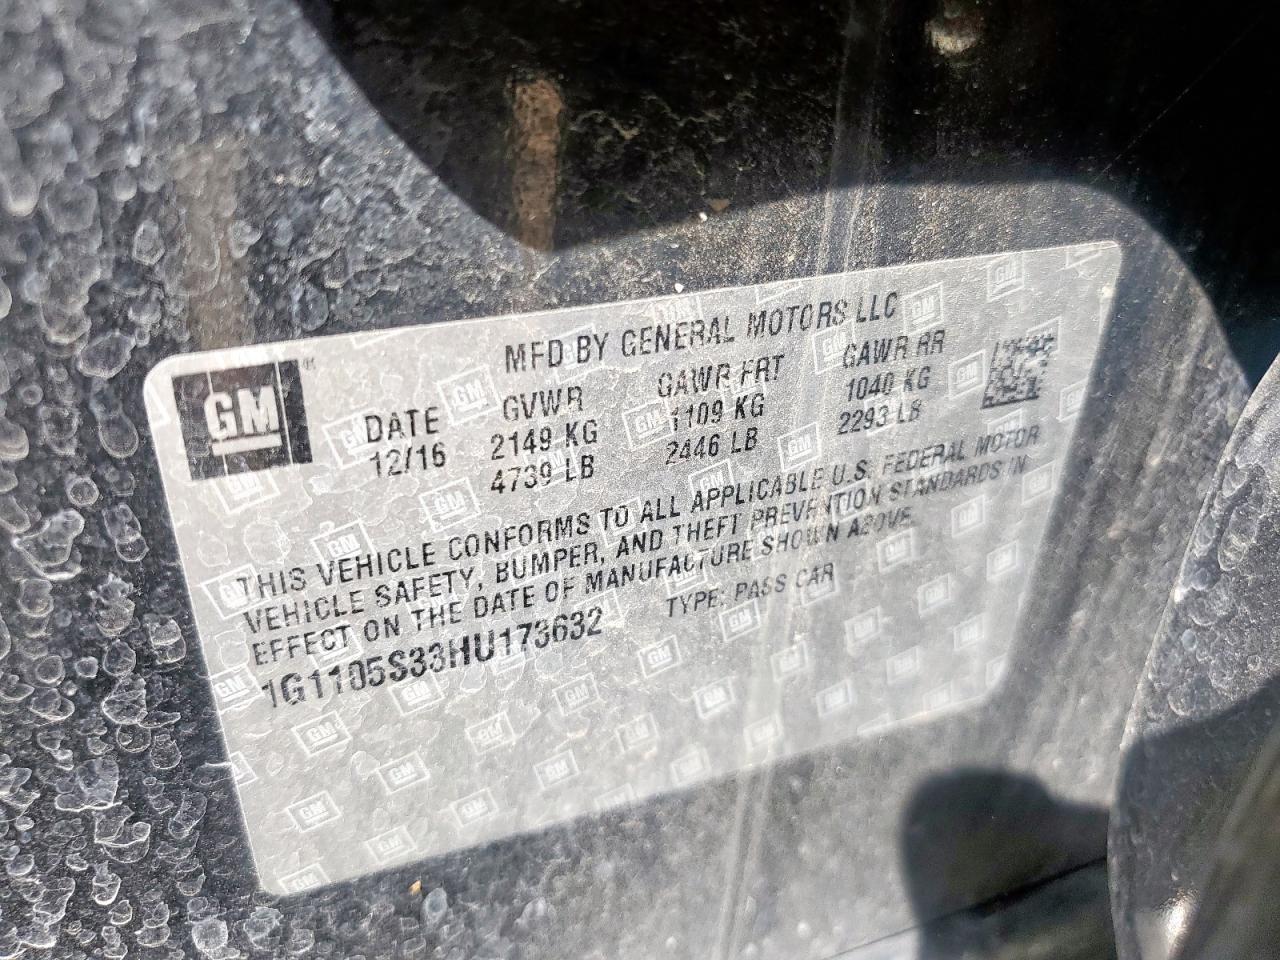 GM
MFD BY GENERAL MOTORS LLC
DATE GVWR GAWR FRT GAWR RR
12/16 2149 KG 1109 KG 1040 KG
4739 LB 2446 LB 2293 LB
THIS VEHICLE CONFORMS TO ALL APPLICABLE U.S. FEDERAL MOTOR
VEHICLE SAFETY, BUMPER, AND THEFT PREVENTION STANDARDS IN
EFFECT ON THE DATE OF MANUFACTURE SHOWN ABOVE.
1G1105S33HU173632 TYPE: PASS CAR